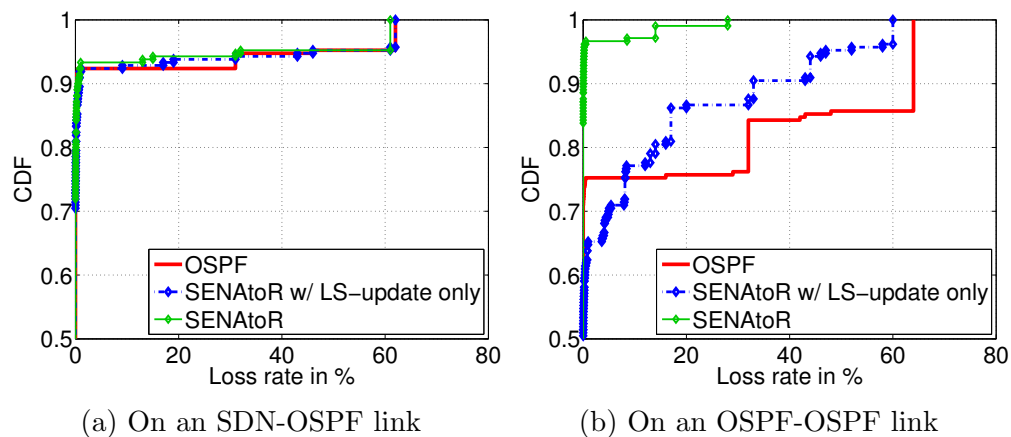 1
0.9
0.8
0.7
0.6
0.5
0
20
40
60
80
CDF
Loss rate in %
OSPF
SENAtoR w/ LS−update only
SENAtoR
(a) On an SDN-OSPF link
1
0.9
0.8
0.7
0.6
0.5
0
20
40
60
80
CDF
Loss rate in %
OSPF
SENAtoR w/ LS−update only
SENAtoR
(b) On an OSPF-OSPF link